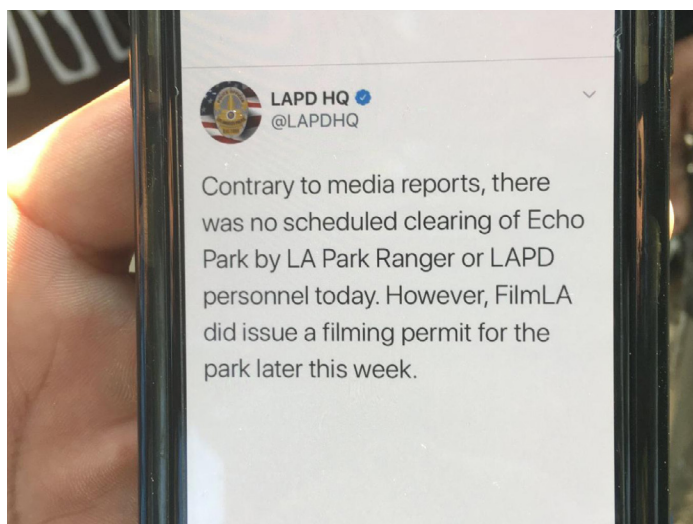 LAPD HQ
@LAPDHQ
Contrary to media reports, there
was no scheduled clearing of Echo
Park by LA Park Ranger or LAPD
personnel today. However, FilmLA
did issue a filming permit for the
park later this week.